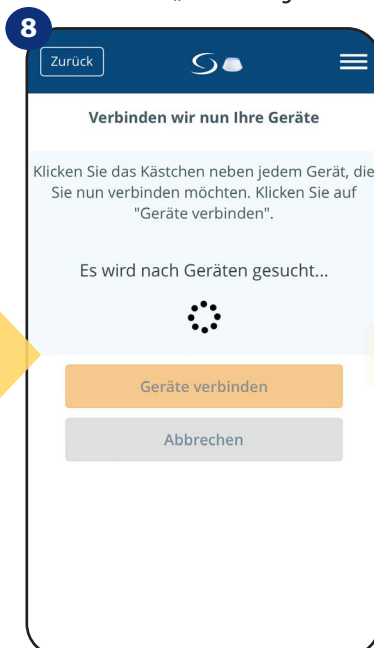 8
Zurück
Verbinden wir nun Ihre Geräte
Klicken Sie das Kästchen neben jedem Gerät, die
Sie nun verbinden möchten. Klicken Sie auf
"Geräte verbinden".
Es wird nach Geräten gesucht...
Geräte verbinden
Abbrechen